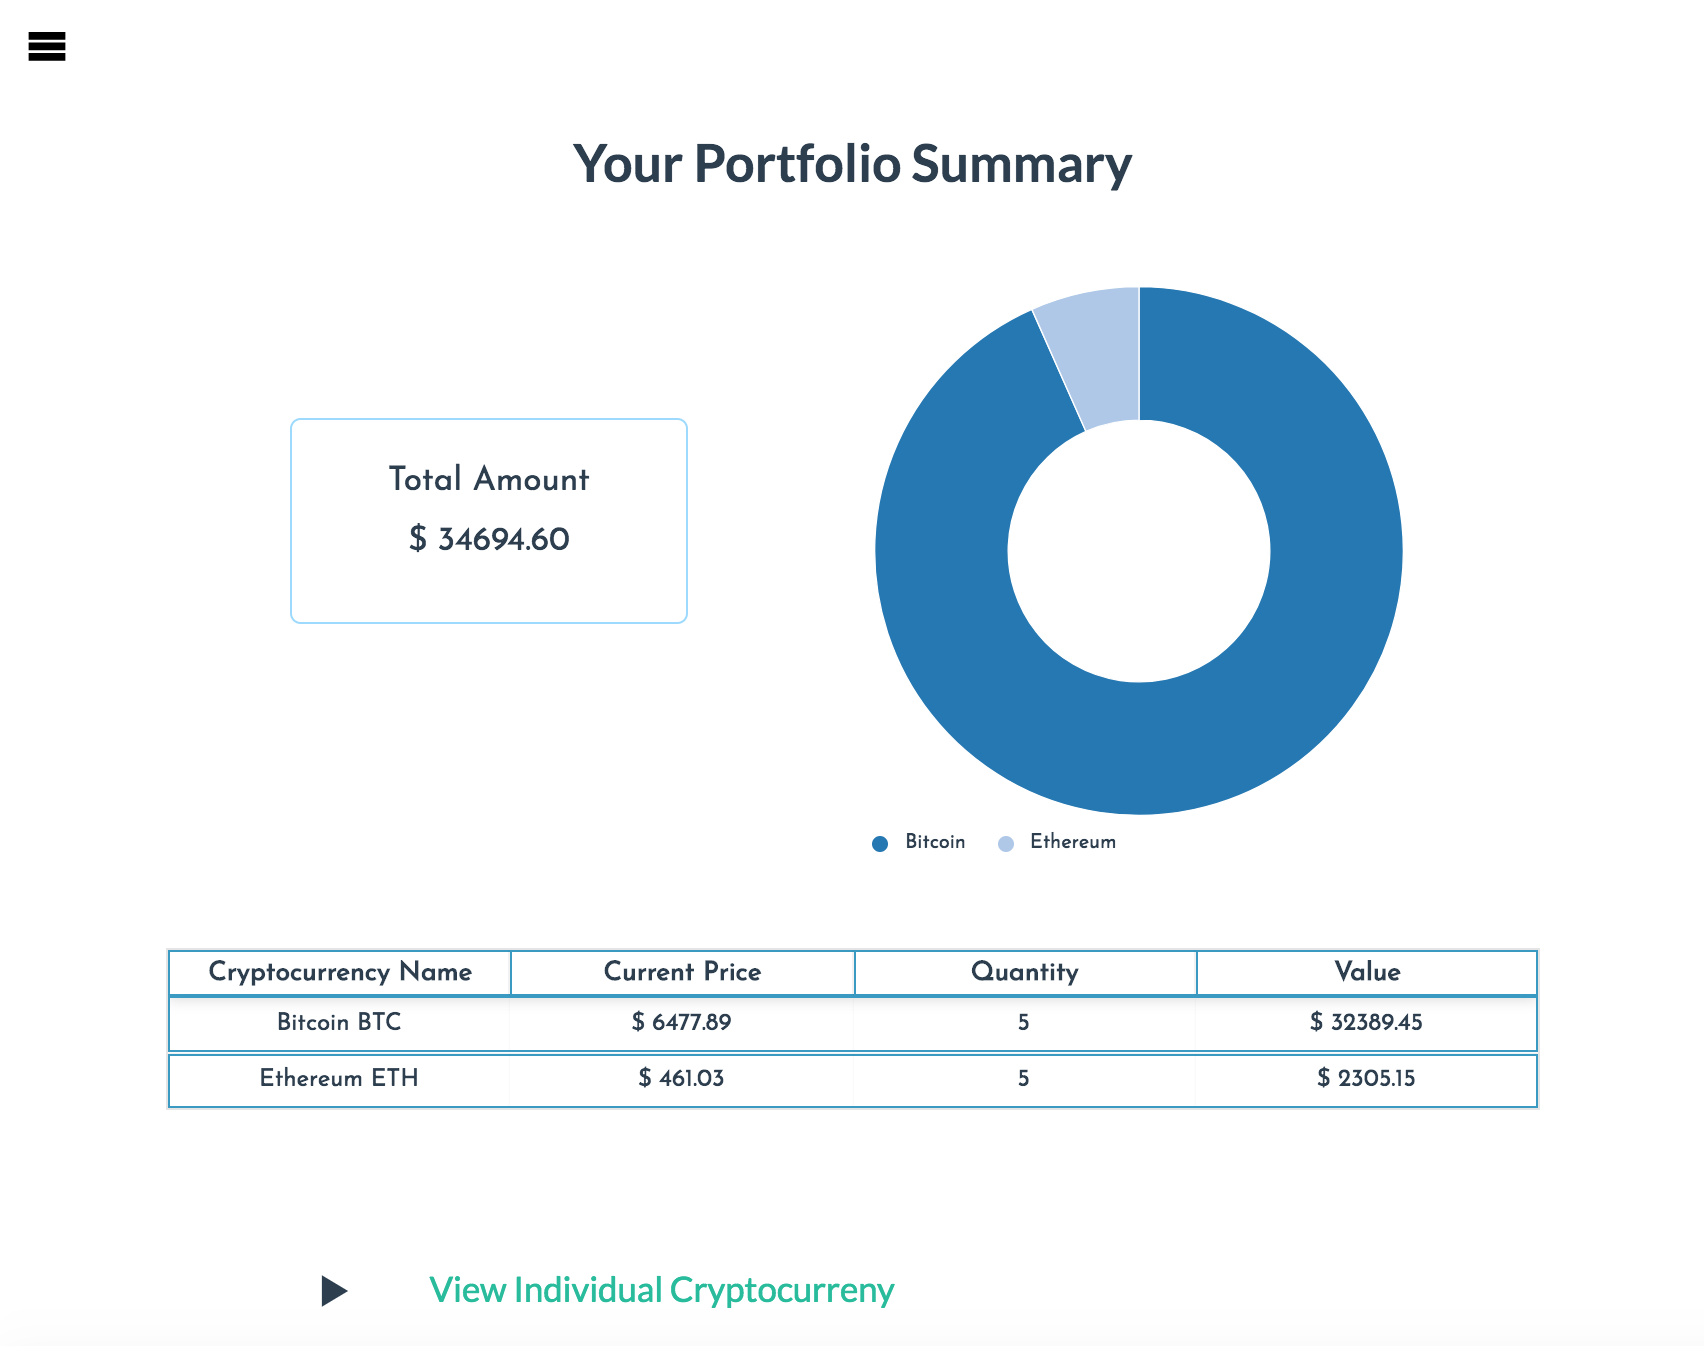 Your Portfolio Summary
Total Amount
$ 34694.60
Bitcoin Ethereum
Cryptocurrency Name Current Price Quantity Value
Bitcoin BTC $ 6477.89 5 $ 32389.45
Ethereum ETH $ 461.03 5 $ 2305.15
View Individual Cryptocurreny